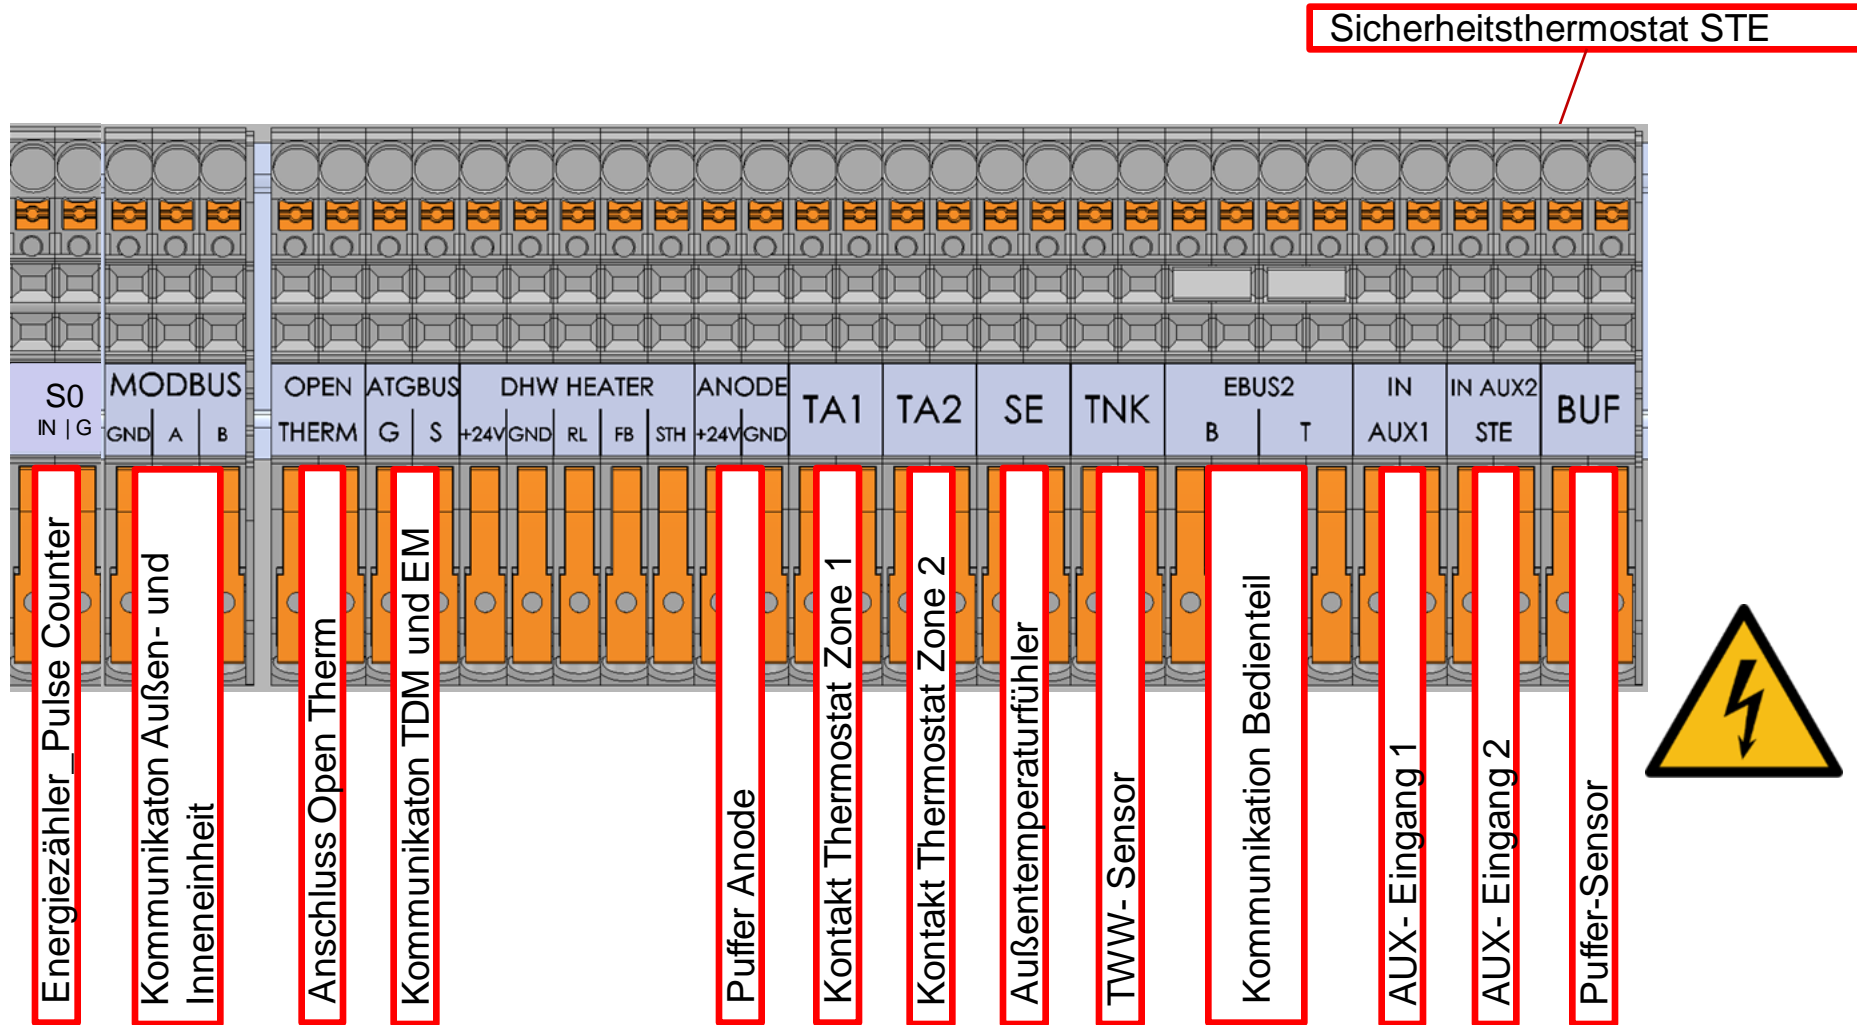 Sicherheitsthermostat STE
S0
IN | G
MODBUS
GND A B
OPEN
THERM
ATGBUS
G S
DHW HEATER
+24V GND RL FB STH
ANODE
+24V GND
TA1
TA2
SE
TNK
EBUS2
B T
IN
AUX1
IN AUX2
STE
BUF
Energiezähler_Pulse Counter
Kommunikaton Außen- und
Inneneinheit
Anschluss Open Therm
Kommunikaton TDM und EM
Puffer Anode
Kontakt Thermostat Zone 1
Kontakt Thermostat Zone 2
Außentemperaturfühler
TWW- Sensor
Kommunikation Bedienteil
AUX- Eingang 1
AUX- Eingang 2
Puffer-Sensor